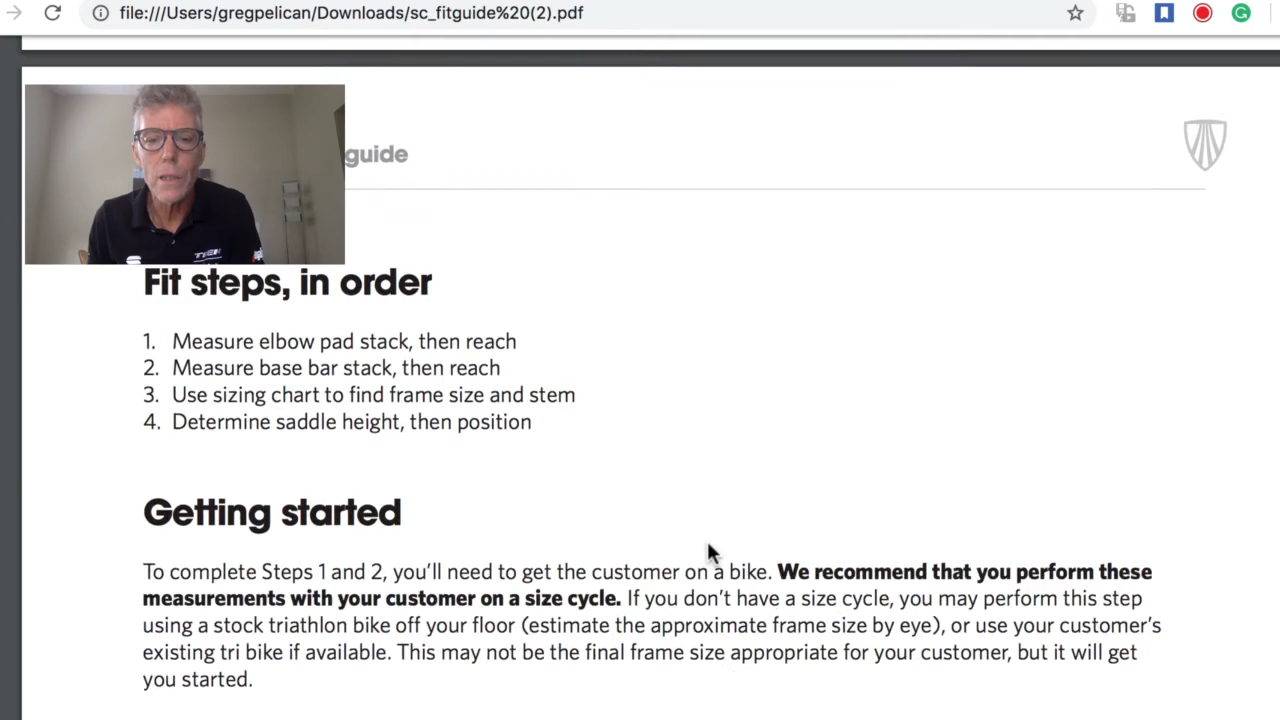 file:///Users/gregpelican/Downloads/sc_fitguide%20(2).pdf
guide
TREK
Fit steps, in order
1. Measure elbow pad stack, then reach
2. Measure base bar stack, then reach
3. Use sizing chart to find frame size and stem
4. Determine saddle height, then position
Getting started
To complete Steps 1 and 2, you'll need to get the customer on a bike. We recommend that you perform these
measurements with your customer on a size cycle. If you don't have a size cycle, you may perform this step
using a stock triathlon bike off your floor (estimate the approximate frame size by eye), or use your customer's
existing tri bike if available. This may not be the final frame size appropriate for your customer, but it will get
you started.